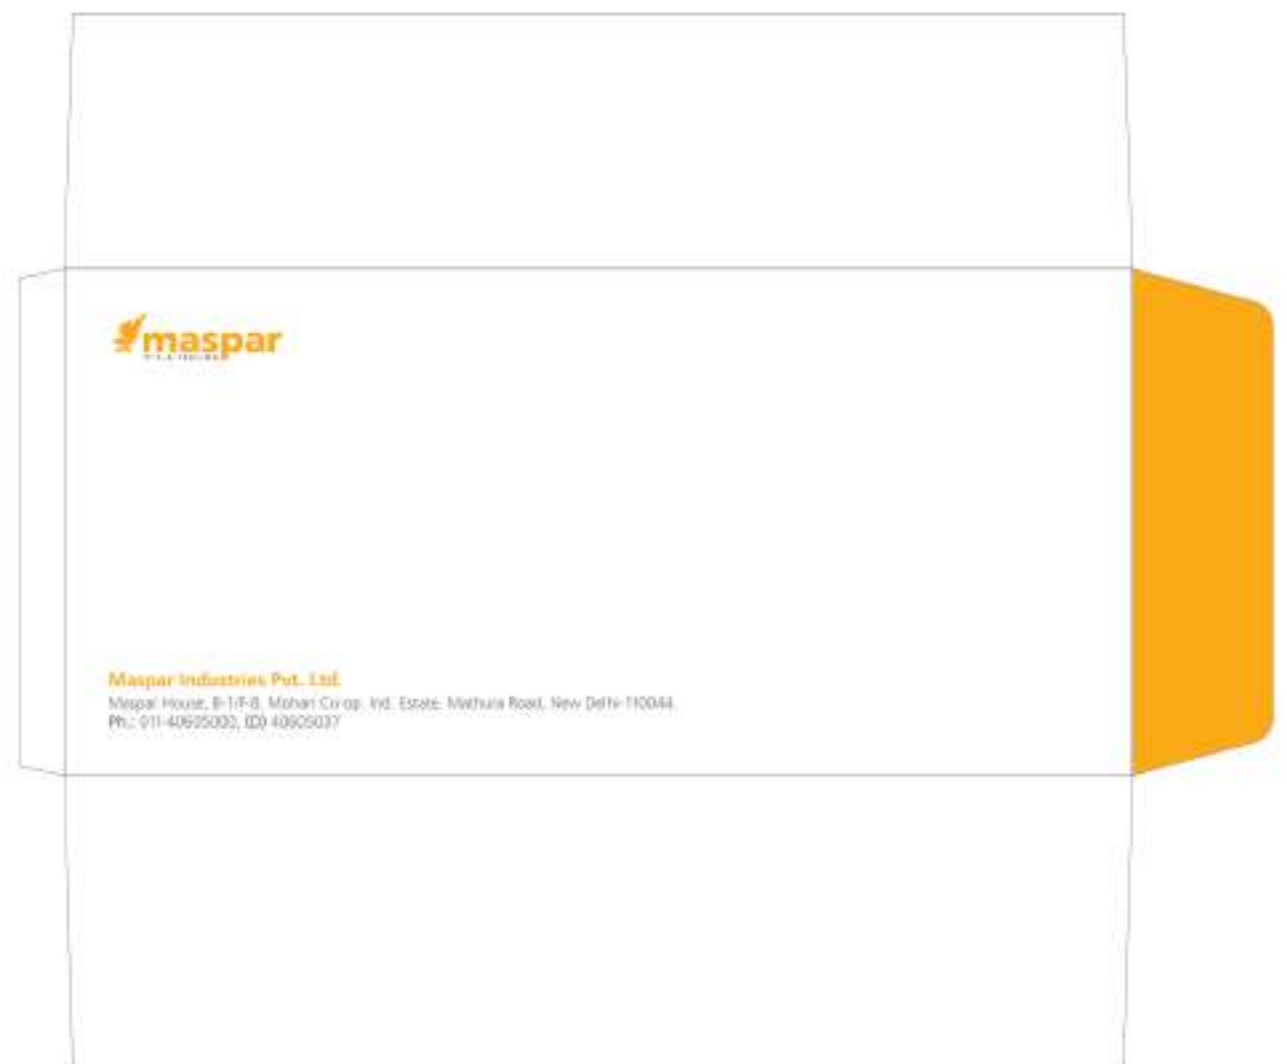 maspar
Maspar Industries Pvt. Ltd.
Maspar House, B-1/F-8, Mohan Co-op. Ind. Estate, Mathura Road, New Delhi-110044.
Ph.: 011-40605000, (D) 40605037